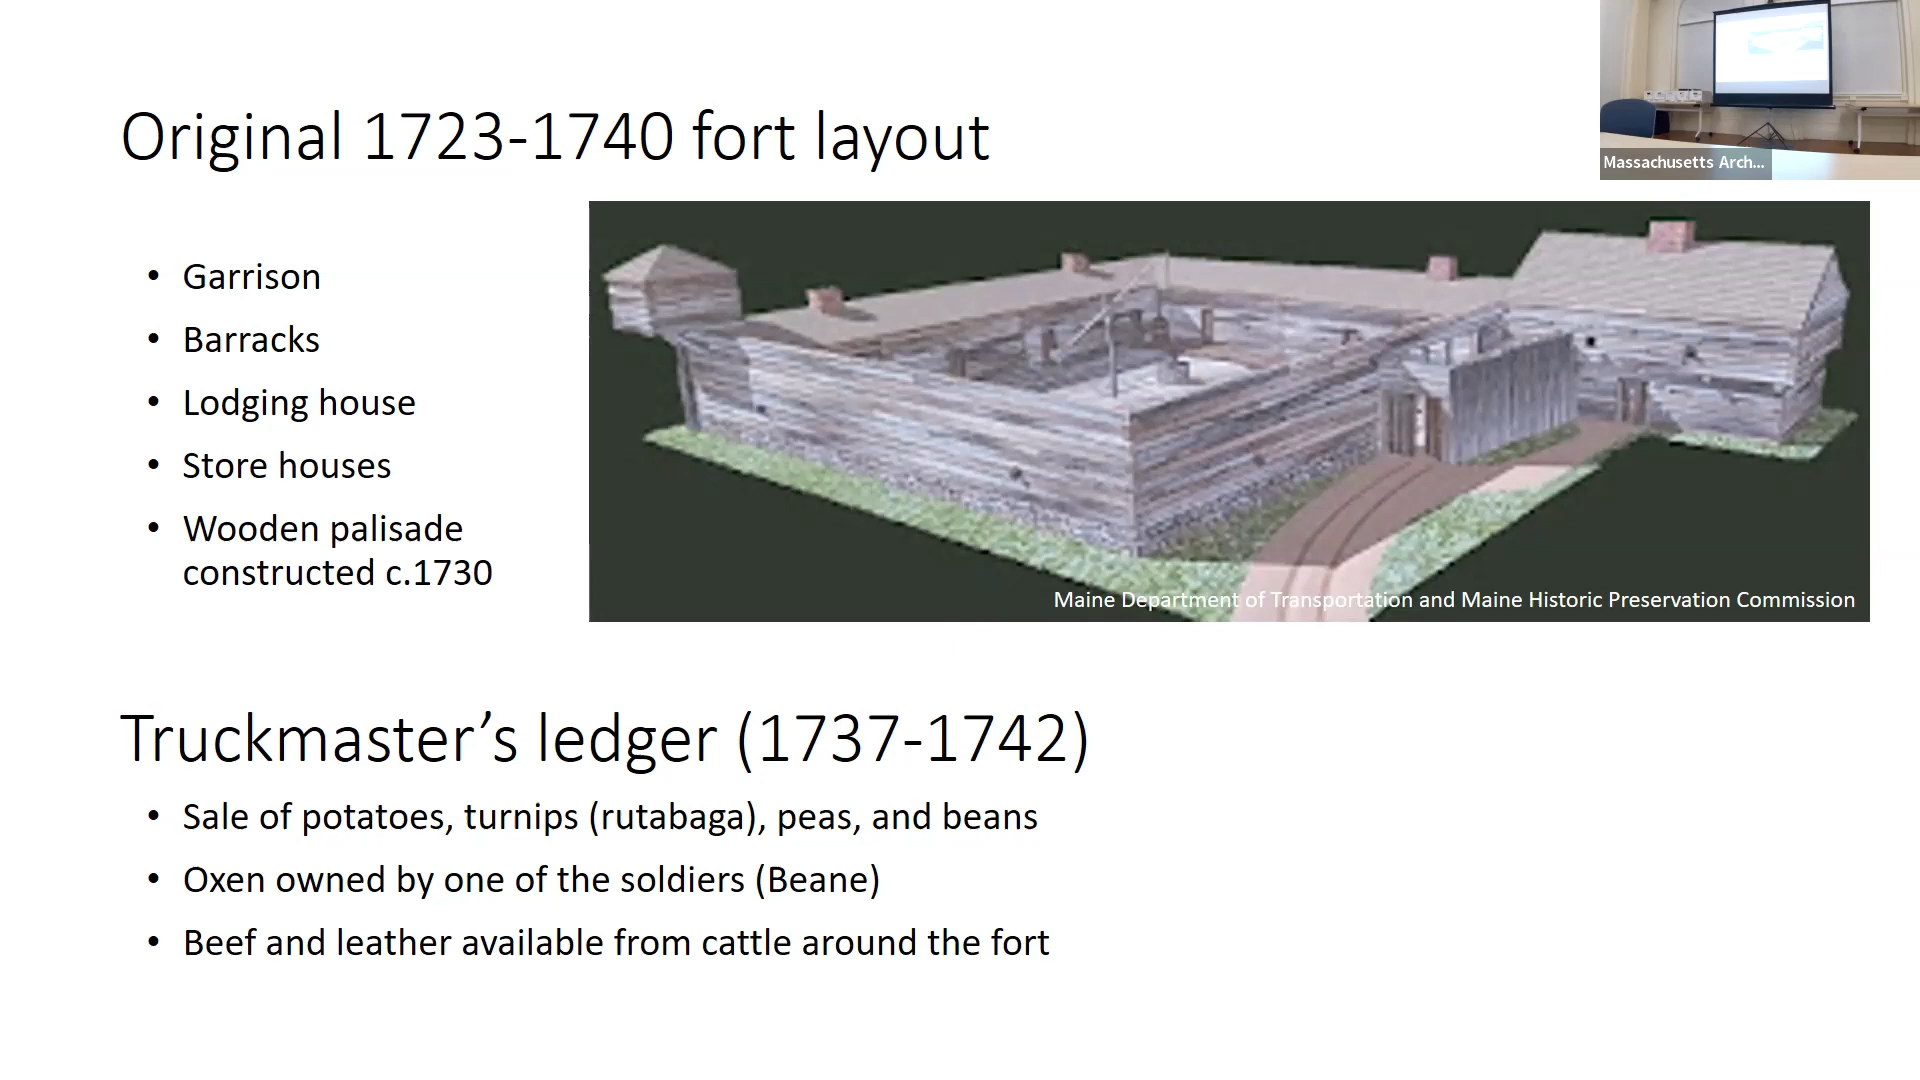 Original 1723-1740 fort layout
Massachusetts Arch...
• Garrison
• Barracks
• Lodging house
• Store houses
• Wooden palisade
constructed c.1730
Maine Department of Transportation and Maine Historic Preservation Commission
Truckmaster’s ledger (1737-1742)
• Sale of potatoes, turnips (rutabaga), peas, and beans
• Oxen owned by one of the soldiers (Beane)
• Beef and leather available from cattle around the fort